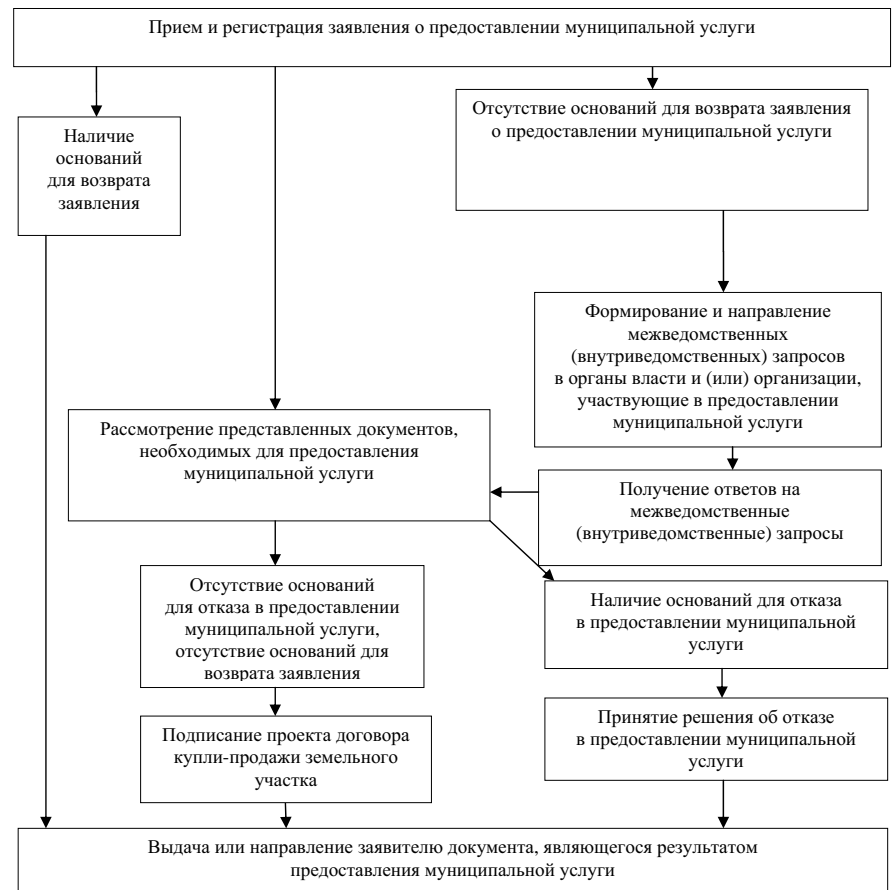 Прием и регистрация заявления о предоставлении муниципальной услуги
Наличие
оснований
для возврата
заявления
Отсутствие оснований для возврата заявления
о предоставлении муниципальной услуги
Формирование и направление
межведомственных
(внутриведомственных) запросов
в органы власти и (или) организации,
участвующие в предоставлении
муниципальной услуги
Рассмотрение представленных документов,
необходимых для предоставления
муниципальной услуги
Получение ответов на
межведомственные
(внутриведомственные) запросы
Отсутствие оснований
для отказа в предоставлении
муниципальной услуги,
отсутствие оснований для
возврата заявления
Наличие оснований для отказа
в предоставлении муниципальной
услуги
Подписание проекта договора
купли-продажи земельного
участка
Принятие решения об отказе
в предоставлении муниципальной
услуги
Выдача или направление заявителю документа, являющегося результатом
предоставления муниципальной услуги